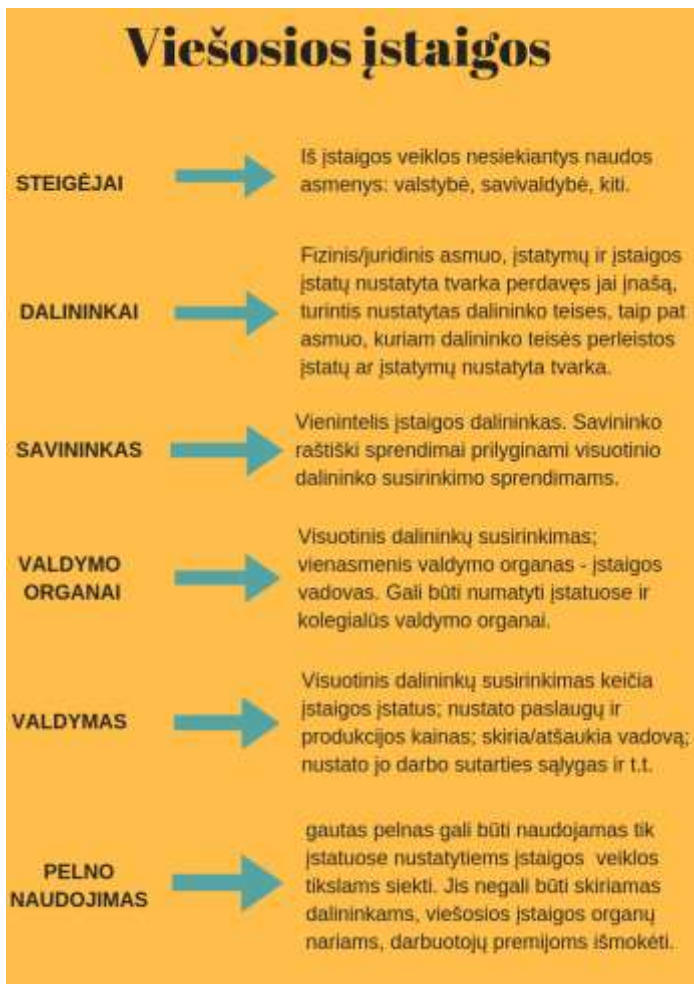 Viešosios įstaigos
STEIGĖJAI
Iš įstaigos veiklos nesiekiantys naudos
asmenys: valstybė, savivaldybė, kiti.
DALININKAI
Fizinis/juridinis asmuo, įstatymų ir įstaigos
įstatų nustatyta tvarka perdavęs jai įnašą,
turintis nustatytas dalininko teises, taip pat
asmuo, kuriam dalininko teisės perleistos
įstatų ar įstatymų nustatyta tvarka.
SAVININKAS
Vienintelis įstaigos dalininkas. Savininko
raštiški sprendimai prilyginami visuotinio
dalininko susirinkimo sprendimams.
VALDYMO
ORGANAI
Visuotinis dalininkų susirinkimas;
vienasmenis valdymo organas - įstaigos
vadovas. Gali būti numatyti įstatuose ir
kolegialūs valdymo organai.
VALDYMAS
Visuotinis dalininkų susirinkimas keičia
įstaigos įstatus; nustato paslaugų ir
produkcijos kainas; skiria/atšaukia vadovą;
nustato jo darbo sutarties sąlygas ir t.t.
PELNO
NAUDOJIMAS
gautas pelnas gali būti naudojamas tik
įstatuose nustatytiems įstaigos veiklos
tikslams siekti. Jis negali būti skiriamas
dalininkams, viešosios įstaigos organų
nariams, darbuotojų premijoms išmokėti.